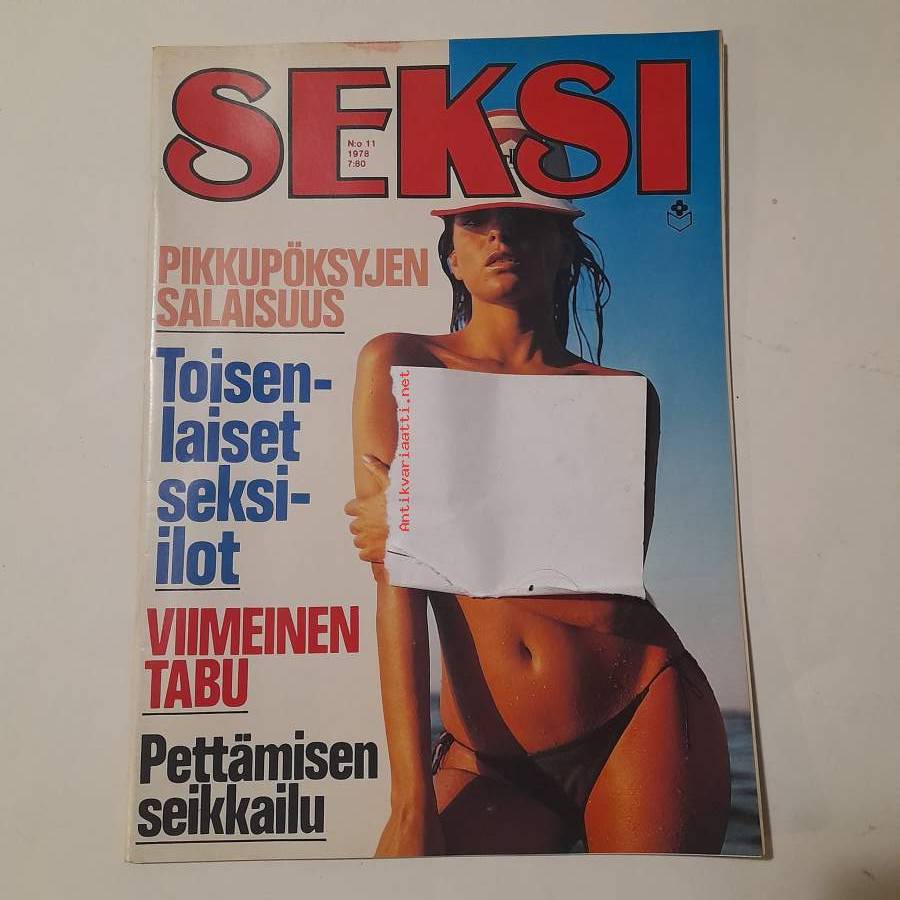 SEKSI
N:o 11
1978
7:80
PIKKUPÖKSYJEN
SALAISUUS
Toisen-
laiset
seksi-
ilot
VIIMEINEN
TABU
Pettämisen
seikkailu
Antikvariaatti.net